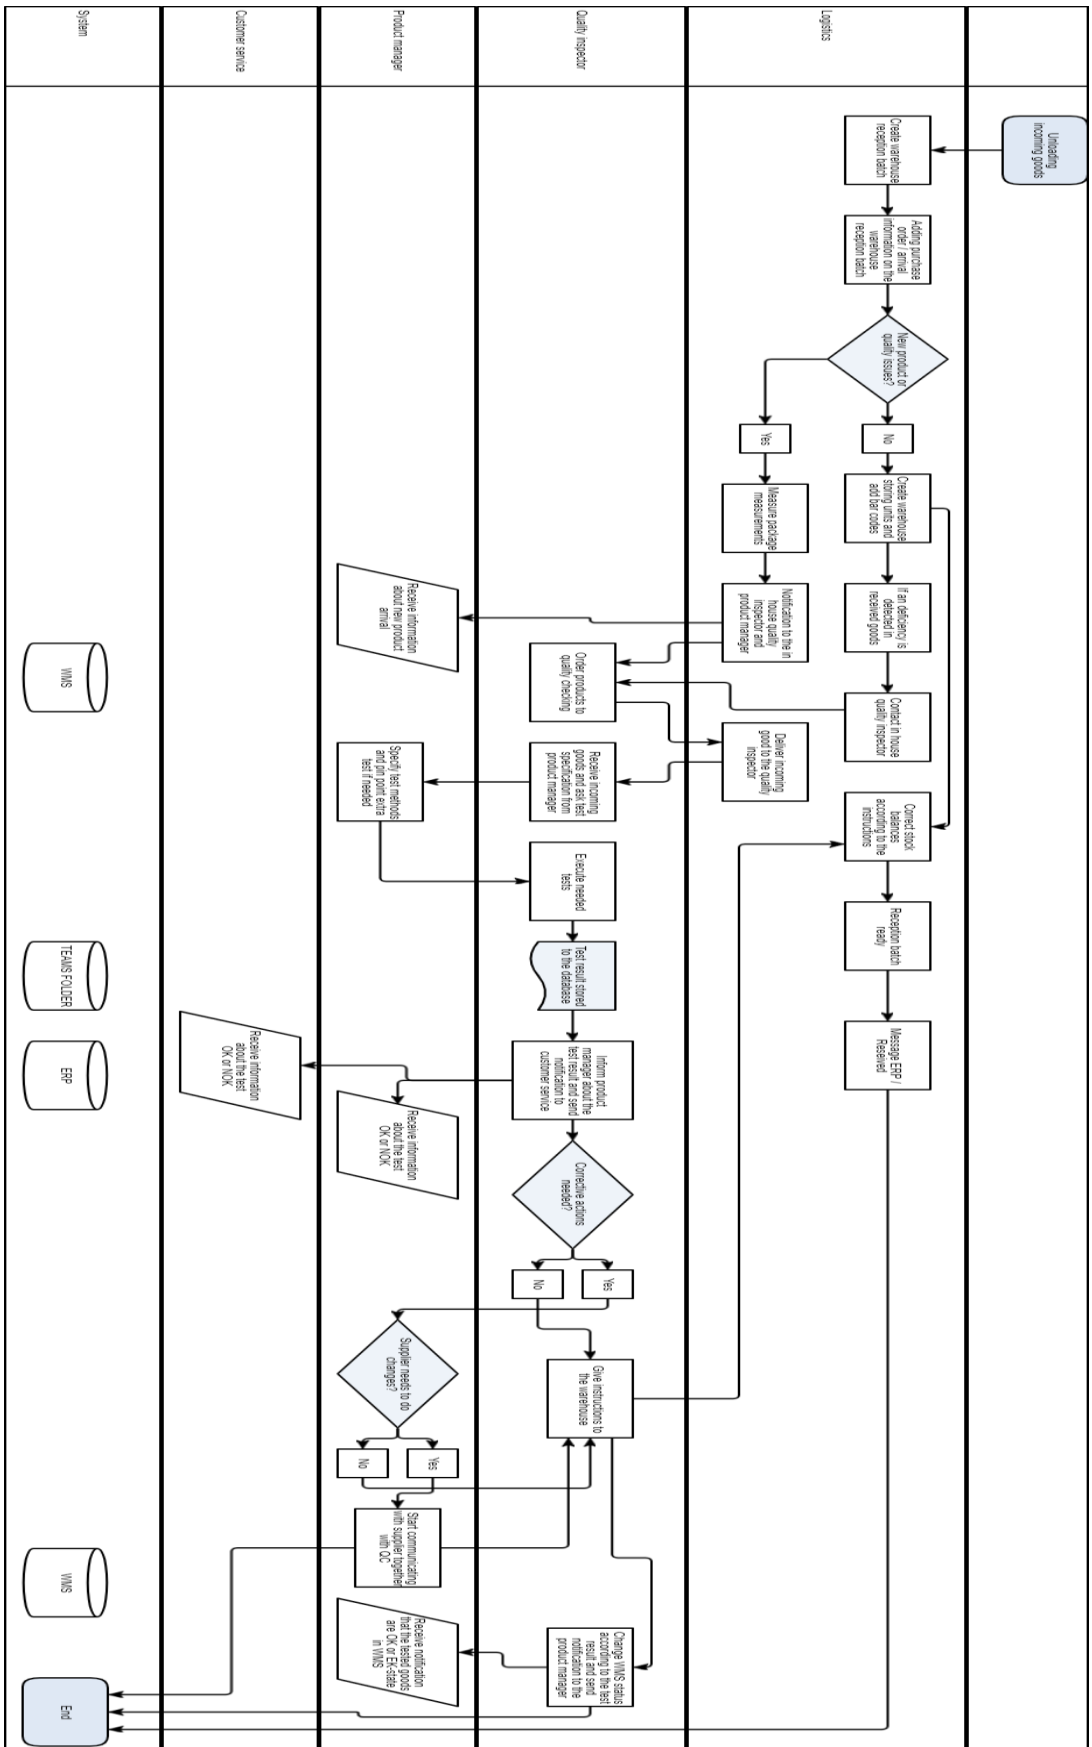 Unloading
incoming goods
Logistics
Create warehouse
reception batch
Adding purchase
order / arrival
information on the
warehouse
reception batch
New product or
quality issues?
No
Create warehouse
storing units and
add bar codes
If an deficiency is
detected in
received goods
Contact in house
quality inspector
Correct stock
balances
according to the
instructions
Reception batch
ready
Message ERP /
Reseived
Yes
Measure package
measurements
Notification to the in
house quality
inspector and
product manager
Deliver incoming
good to the quality
inspector
Quality inspector
Order products to
quality checking
Receive incoming
goods and ask test
specification from
product manager
Execute needed
tests
Test result stored
to the database
Inform product
manager about the
test result and send
notification to
customer service
Corrective actions
needed?
Yes
No
Give instructions to
the warehouse
Change WMS status
according to the test
result and send
notification to the
product manager
Product manager
Receive information
about new product
arrival
Specify test methods
and pin point extra
test if needed
Receive information
about the test
OK or NOK
Supplier needs to do
changes?
Yes
No
Start communicating
with supplier together
with QC
Receive notification
that the tested goods
are OK or EK-state
in WMS
Customer service
Receive information
about the test
OK or NOK
System
WMS
TEAMS FOLDER
ERP
WMS
End